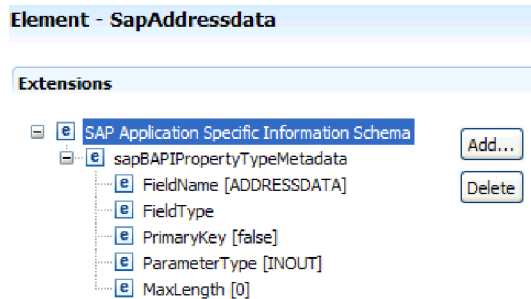 Element - SapAddressdata
Extensions
SAP Application Specific Information Schema
Add...
sapBAPIPropertyTypeMetadata
FieldName [ADDRESSDATA]
Delete
FieldType
PrimaryKey [false]
ParameterType [INOUT]
MaxLength [0]